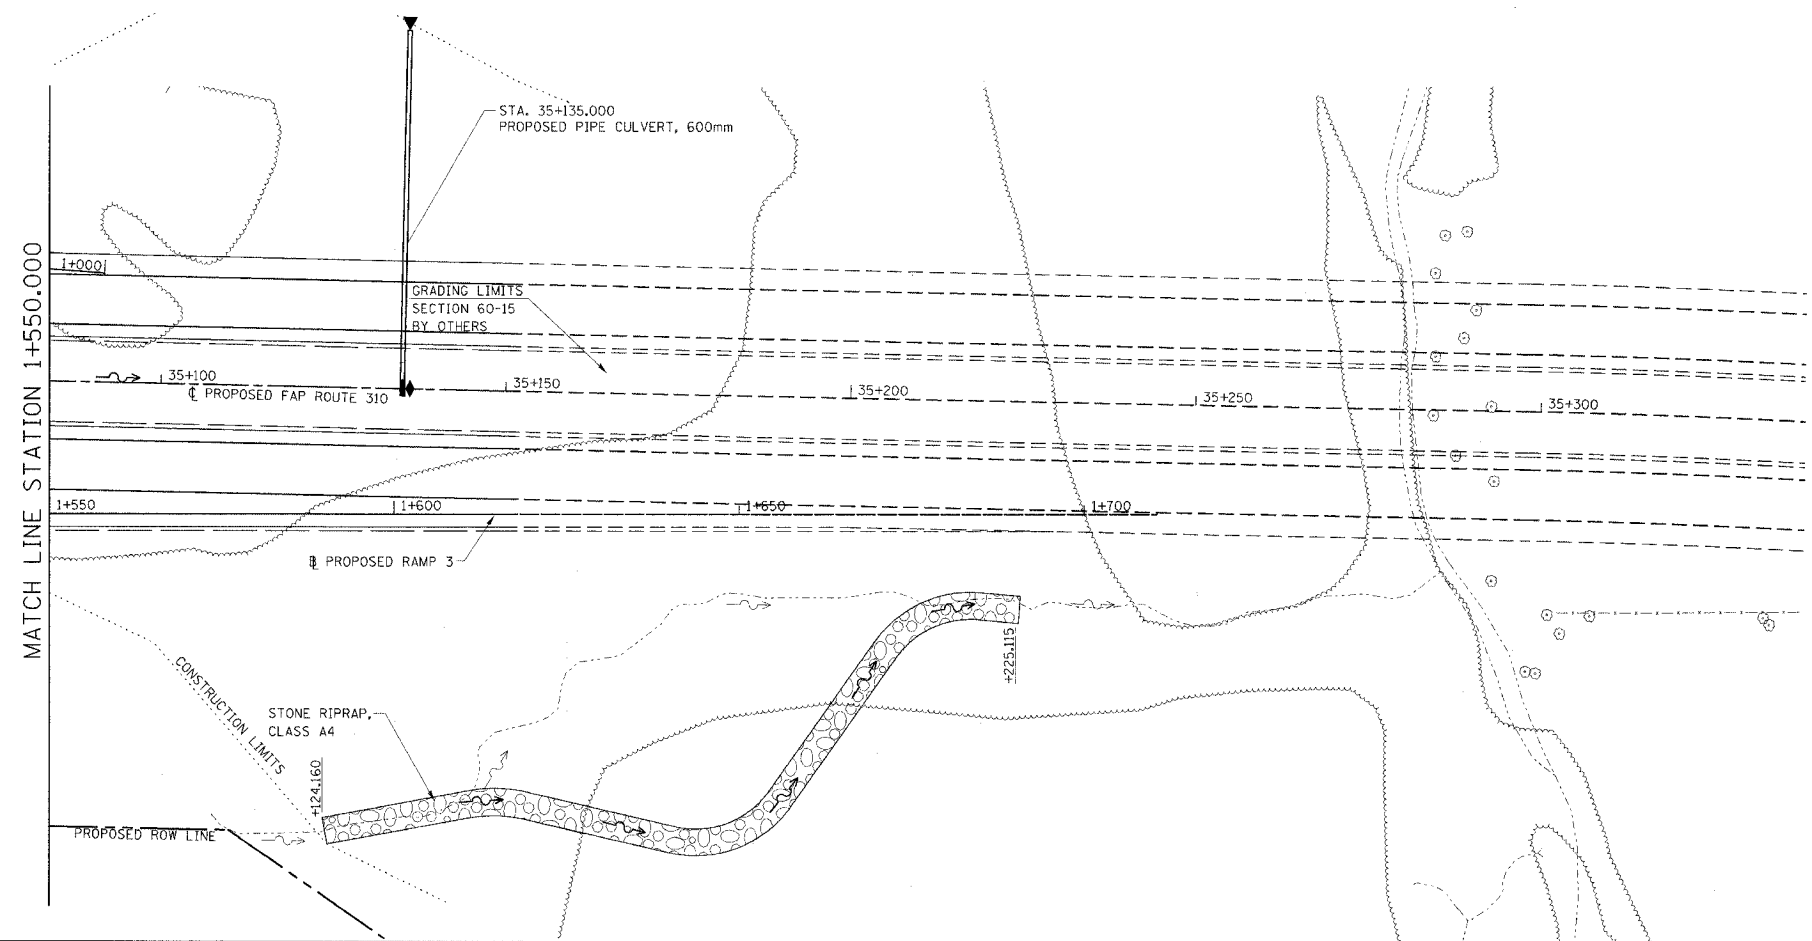 MATCH LINE STATION 1+550.000
STA. 35+135.000
PROPOSED PIPE CULVERT, 600mm
1+000
GRADING LIMITS
SECTION 60-15
BY OTHERS
35+100
35+150
35+200
35+250
35+300
℄ PROPOSED FAP ROUTE 310
1+550
1+600
1+650
1+700
PROPOSED RAMP 3
+225.115
CONSTRUCTION LIMITS
STONE RIPRAP,
CLASS A4
+124.160
PROPOSED ROW LINE